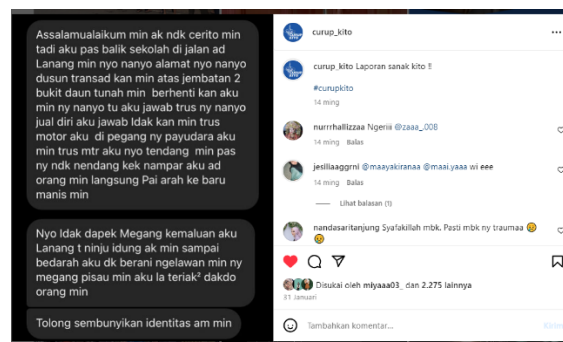 Assalamualaikum min ak ndk cerito min
tadi aku pas balik sekolah di jalan ad
Lanang min nyo nanyo alamat nyo nanyo
dusun transad kan min atas jembatan 2
bukit daun tunah min berhenti kan aku
min ny nanyo tu aku jawab trus ny nanyo
jual diri aku jawab Idak kan min trus
motor aku di pegang ny payudara aku
min trus mtr aku nyo tendang min pas
ny ndk nendang kek nampar aku ad
orang min langsung Pai arah ke baru
manis min
Nyo Idak dapek Megang kemaluan aku
Lanang t ninju idung ak min sampai
bedarah aku dk berani ngelawan min ny
megang pisau min aku la teriak² dakdo
orang min
Tolong sembunyikan identitas am min
curup_kito
curup_kito Laporan sanak kito !!
#curupkito
14 ming
nurrrhallizzaa Ngeriii @zaaa_.008
14 ming Balas
jesiliaaggrni @maayakiranaa @maai.yaaa wi eee
14 ming Balas
Lihat balasan (1)
nandasaritanjung Syafakillah mbk. Pasti mbk ny traumaa 😥
😥
Disukai oleh miyaaa03_ dan 2.275 lainnya
31 Januari
Tambahkan komentar...
Kirim